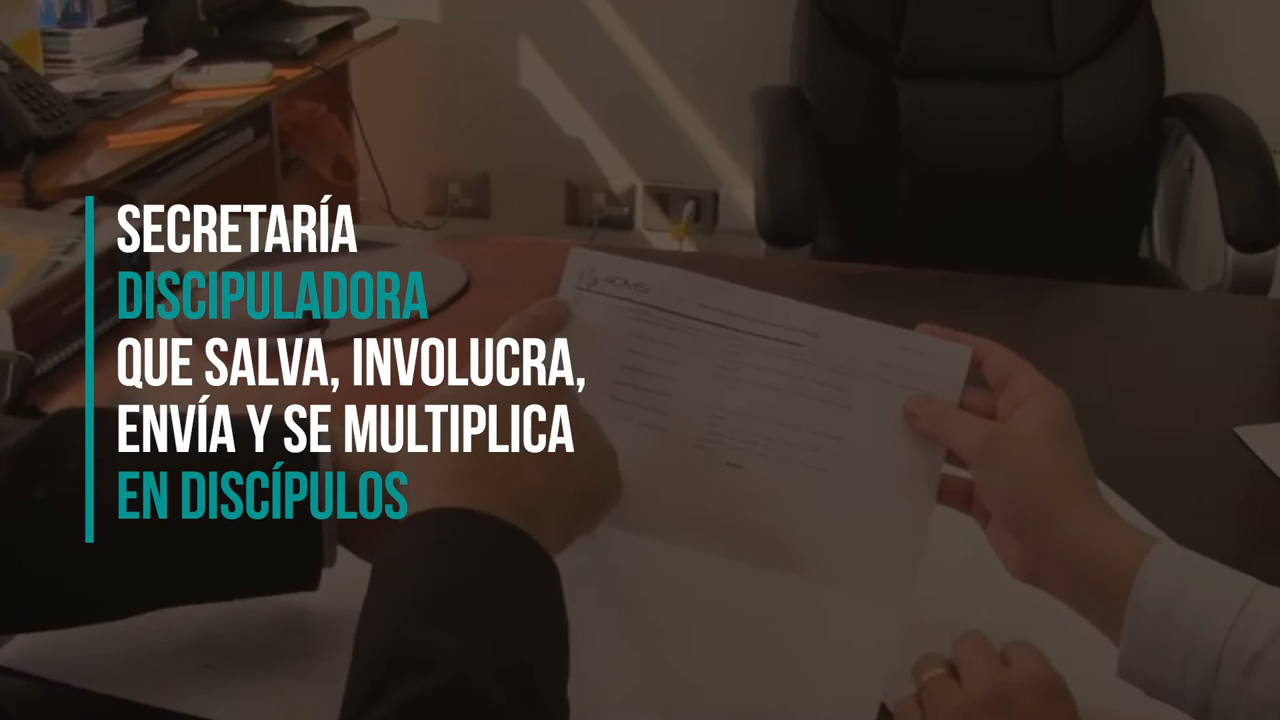 SECRETARÍA
DISCIPULADORA
QUE SALVA, INVOLUCRA,
ENVÍA Y SE MULTIPLICA
EN DISCÍPULOS